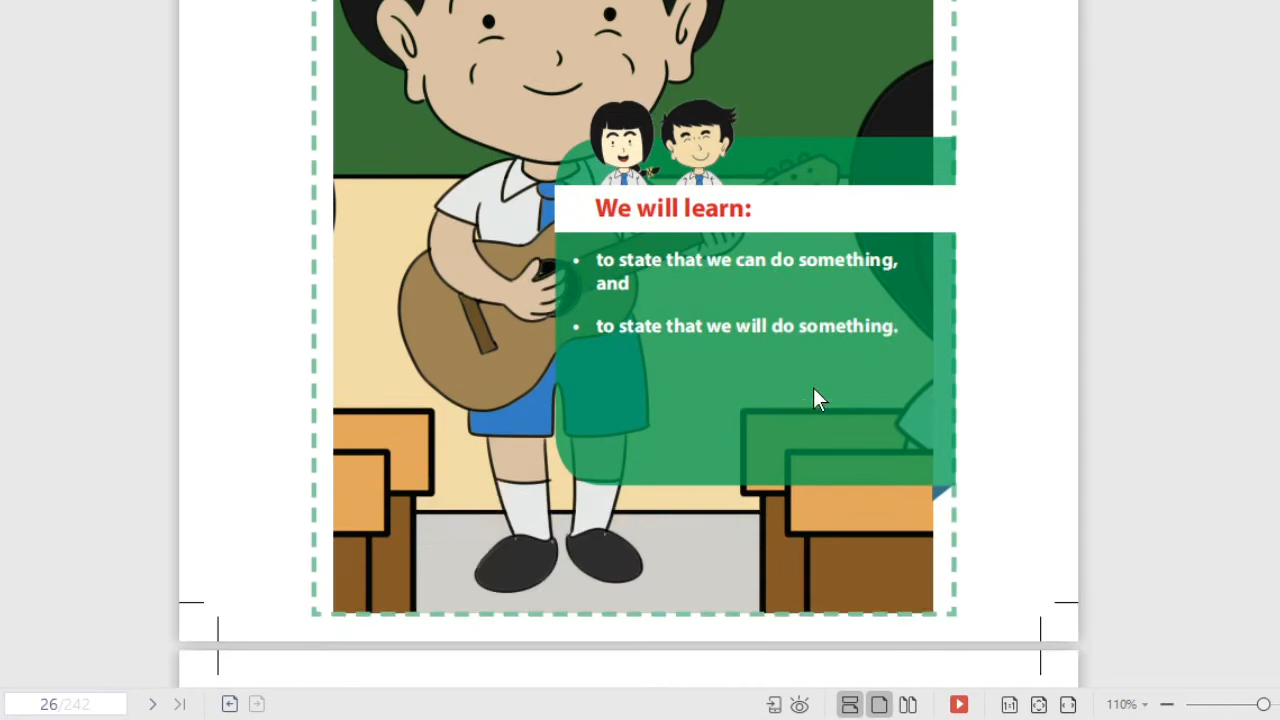 We will learn:
• to state that we can do something,
and
• to state that we will do something.
26/242
110%